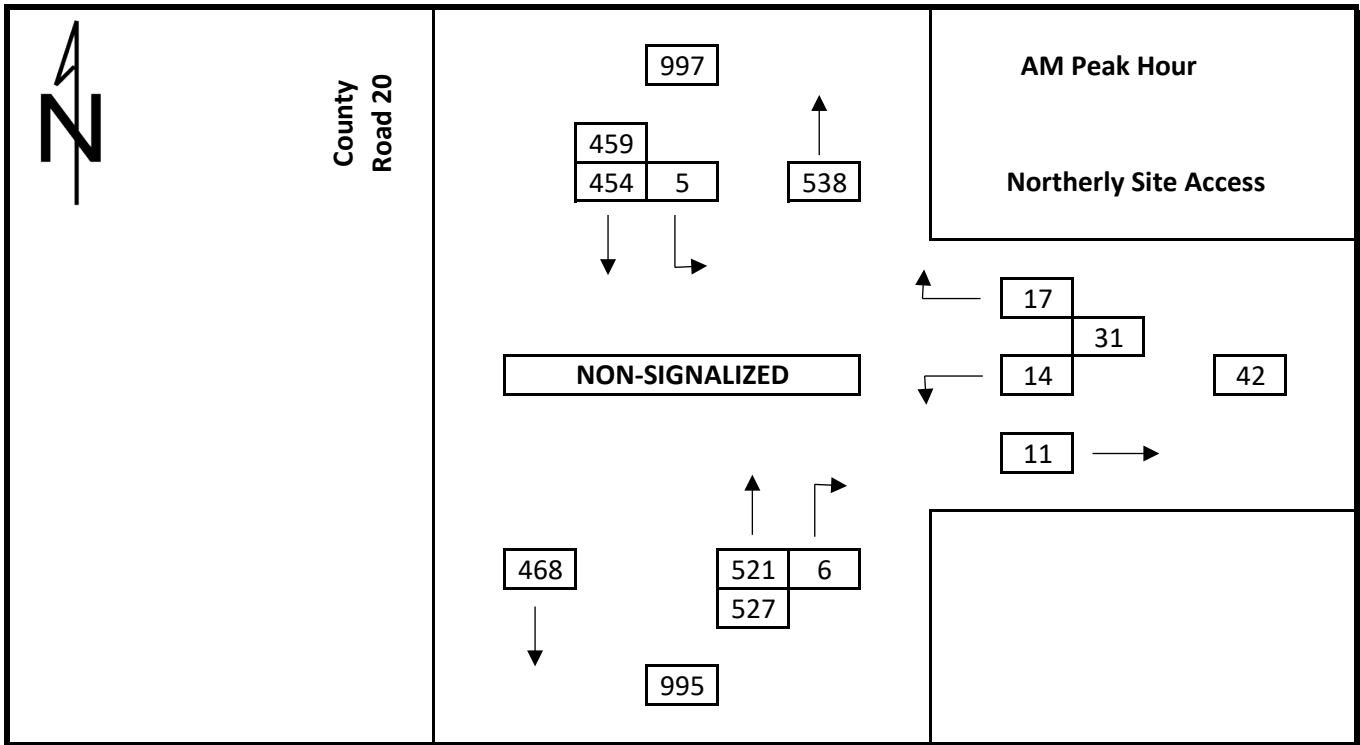 N
County
Road 20
997
AM Peak Hour
459
454 5 538
Northerly Site Access
17
31
NON-SIGNALIZED
14 42
11
468 521 6
527
995